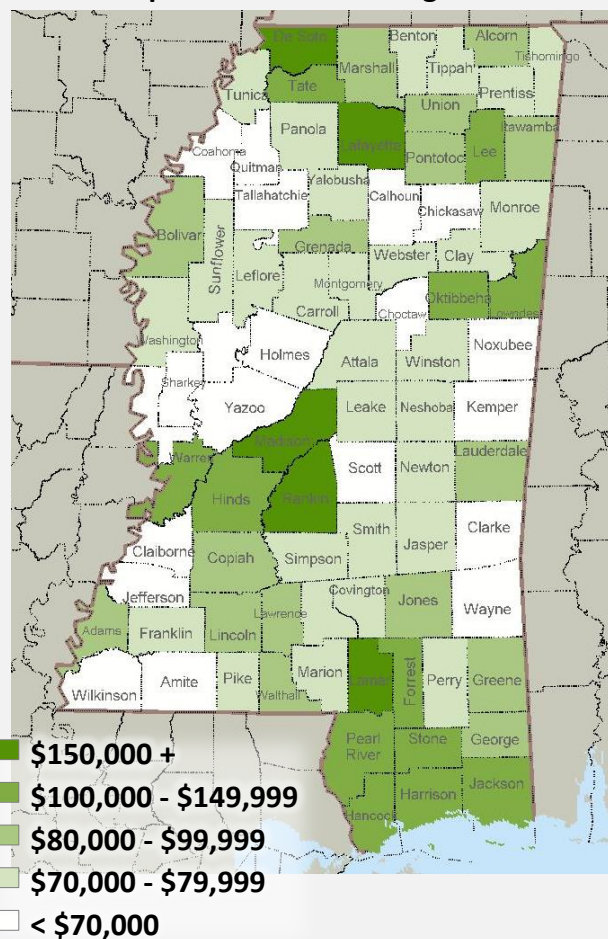 De Soto
Benton
Alcorn
Marshall
Tippah
Tishomingo
Tate
Tunica
Prentiss
Union
Panola
Itawamba
Lafayette
Lee
Coahoma
Pontotoc
Quitman
Yalobusha
Tallahatchie
Calhoun
Chickasaw
Monroe
Bolivar
Sunflower
Grenada
Webster
Clay
Leflore
Montgomery
Oktibbeha
Carroll
Choctaw
Lowndes
Washington
Holmes
Noxubee
Attala
Winston
Sharkey
Yazoo
Leake
Neshoba
Kemper
Madison
Warren
Lauderdale
Scott
Newton
Hinds
Rankin
Clarke
Smith
Claiborne
Copiah
Simpson
Jasper
Covington
Jefferson
Jones
Wayne
Lawrence
Adams
Franklin
Lincoln
Marion
Lamar
Forrest
Perry
Greene
Wilkinson
Amite
Pike
Walthall
Pearl
River
Stone
George
Jackson
Harrison
Hancock
$150,000 +
$100,000 - $149,999
$80,000 - $99,999
$70,000 - $79,999
< $70,000